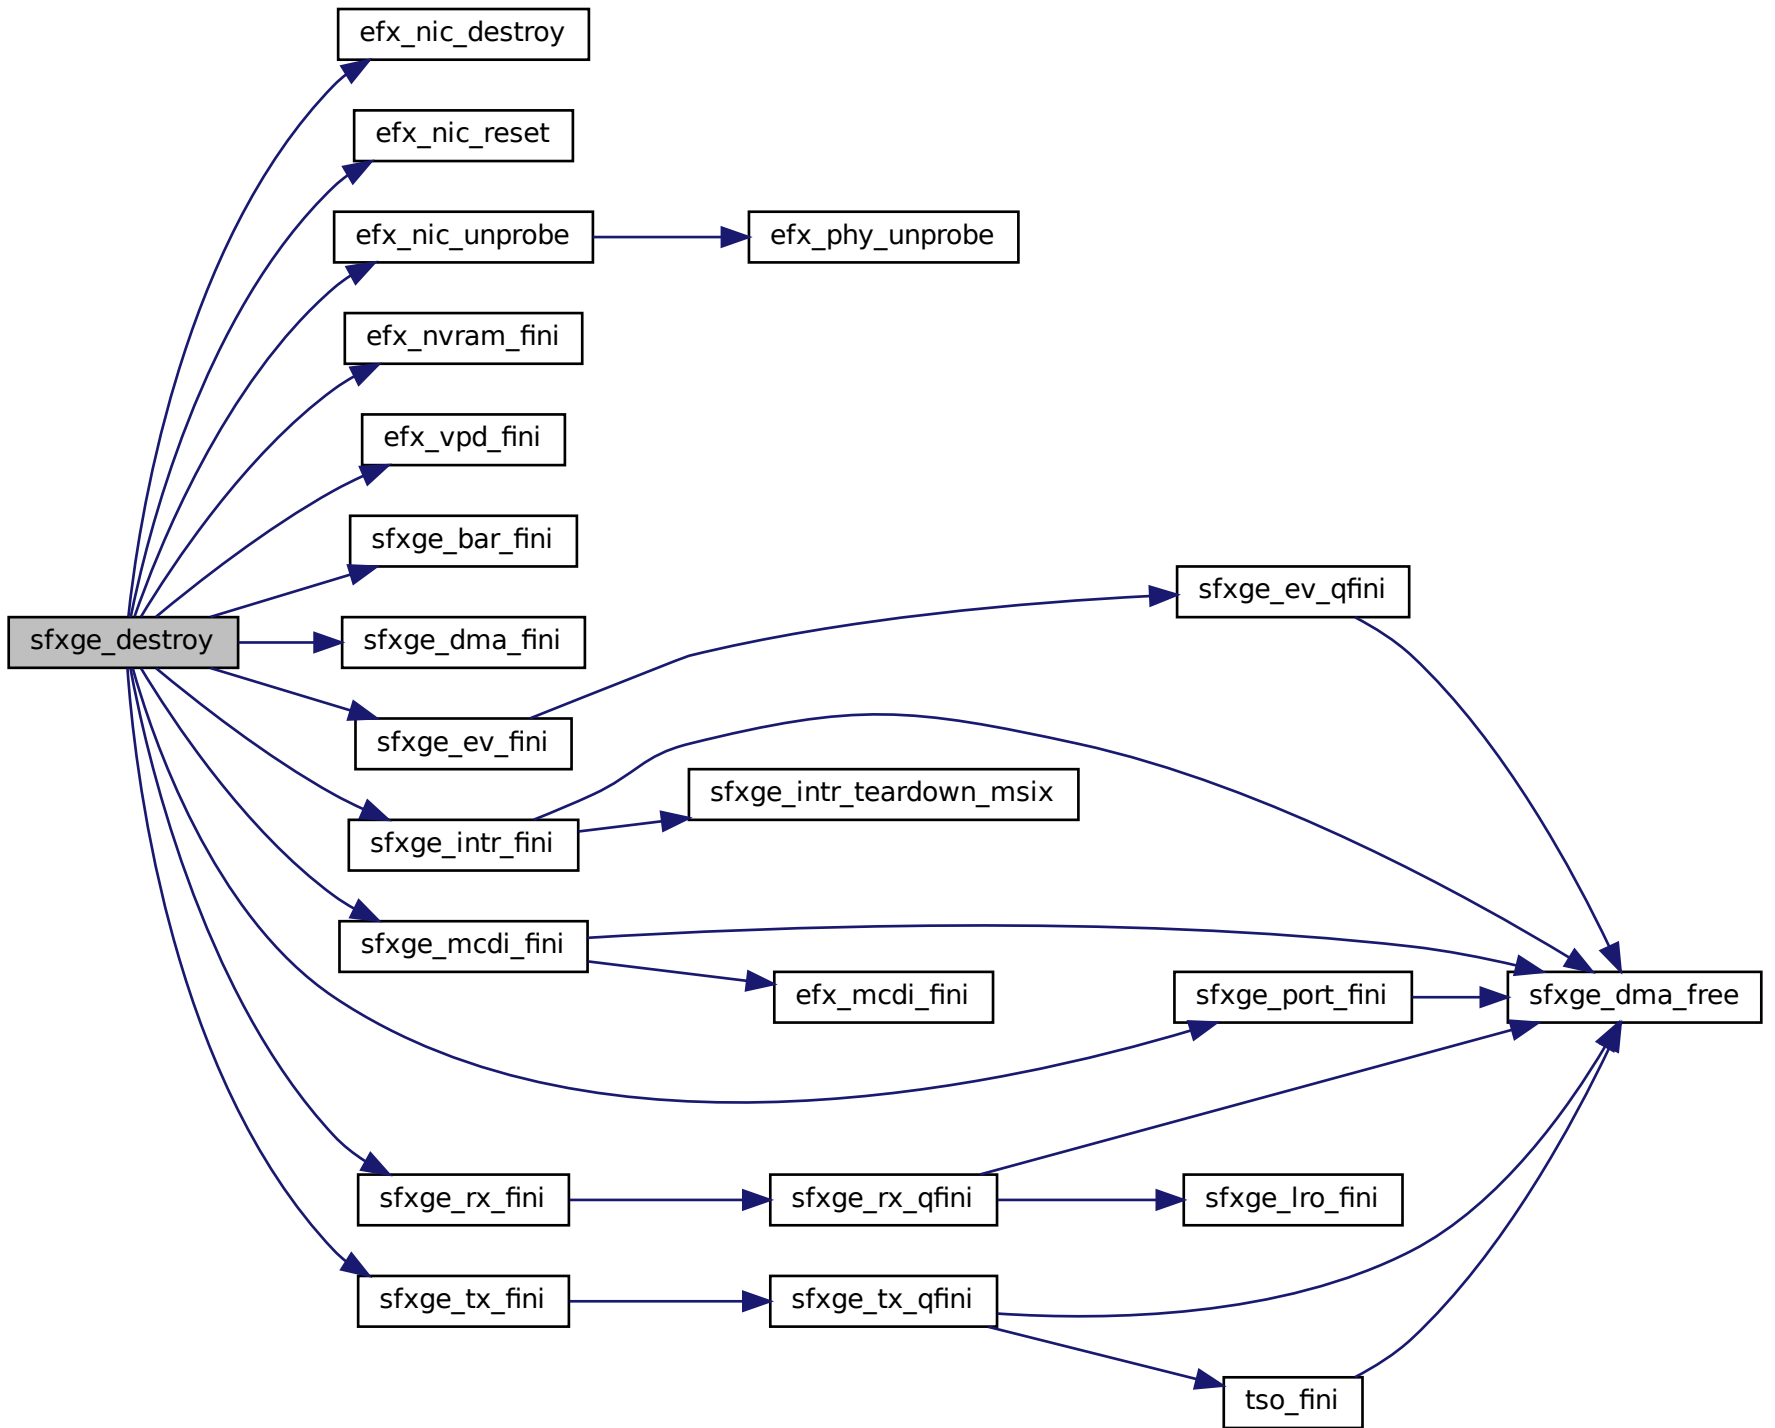 efx_nic_destroy
efx_nic_reset
efx_nic_unprobe
efx_phy_unprobe
efx_nvram_fini
efx_vpd_fini
sfxge_bar_fini
sfxge_ev_qfini
sfxge_destroy
sfxge_dma_fini
sfxge_ev_fini
sfxge_intr_teardown_msix
sfxge_intr_fini
sfxge_mcdi_fini
efx_mcdi_fini
sfxge_port_fini
sfxge_dma_free
sfxge_rx_fini
sfxge_rx_qfini
sfxge_lro_fini
sfxge_tx_fini
sfxge_tx_qfini
tso_fini